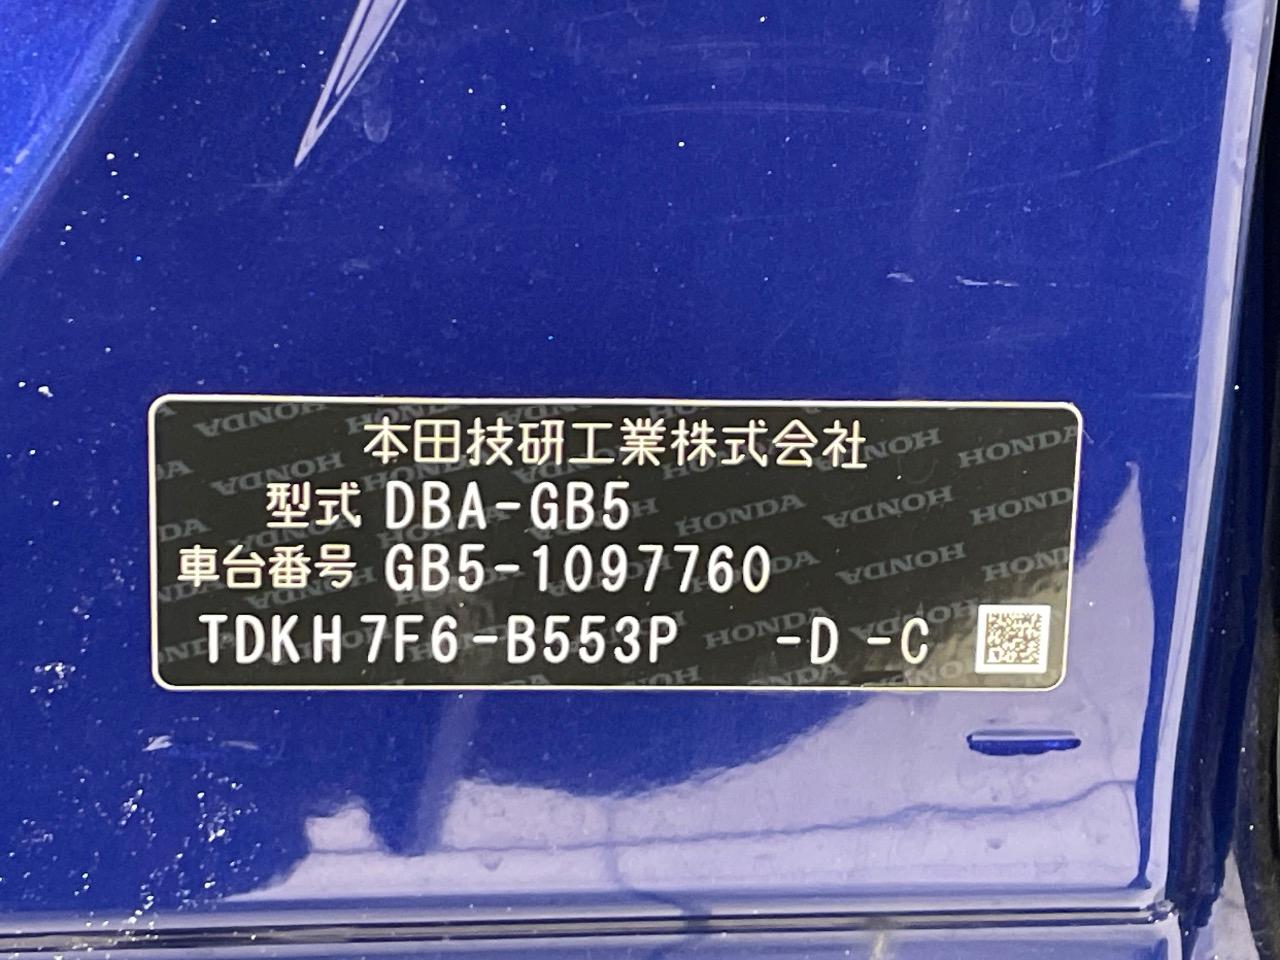 本田技研工業株式会社
型式 DBA-GB5
車台番号 GB5-1097760
TDKH7F6-B553P -D -C